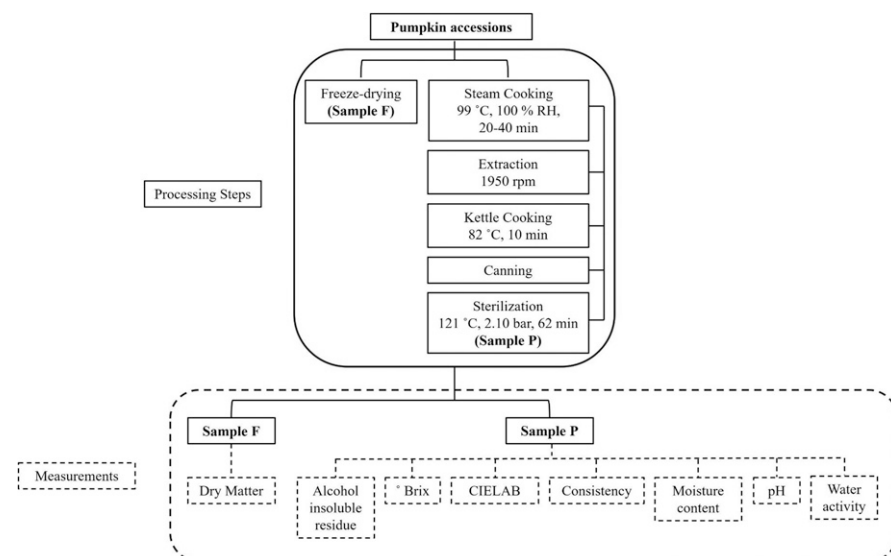 Pumpkin accessions
Freeze-drying
(Sample F)
Steam Cooking
99 ˚C, 100 % RH,
20-40 min
Extraction
1950 rpm
Processing Steps
Kettle Cooking
82 ˚C, 10 min
Canning
Sterilization
121 ˚C, 2.10 bar, 62 min
(Sample P)
Sample F
Sample P
Measurements
Dry Matter
Alcohol
insoluble
residue
˚ Brix
CIELAB
Consistency
Moisture
content
pH
Water
activity